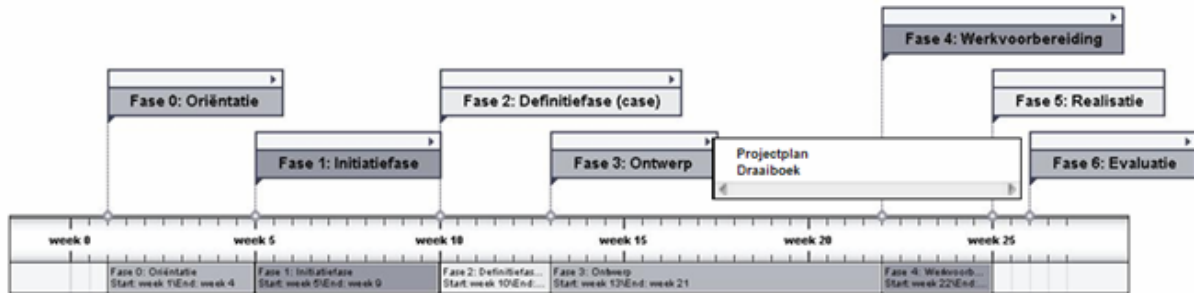 Fase 4: Werkvoorbereiding
Fase 0: Oriëntatie
Fase 2: Definitiefase (case)
Fase 5: Realisatie
Fase 1: Initiatiefase
Fase 3: Ontwerp
Projectplan
Draaiboek
Fase 6: Evaluatie
week 0 week 5 week 10 week 15 week 20 week 25
Fase 0: Oriëntatie
Start: week 1\End: week 4
Fase 1: Initiatiefase
Start: week 5\End: week 9
Fase 2: Definitiefas...
Start: week 10\End:...
Fase 3: Ontwerp
Start: week 13\End: week 21
Fase 4: Werkvoorb...
Start: week 22\End:...